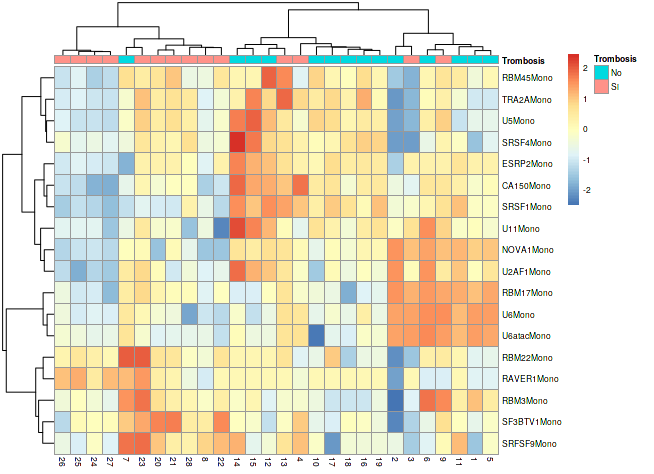 Trombosis
RBM45Mono
TRA2AMono
U5Mono
SRSF4Mono
ESRP2Mono
CA150Mono
SRSF1Mono
U11Mono
NOVA1Mono
U2AF1Mono
RBM17Mono
U6Mono
U6atacMono
RBM22Mono
RAVER1Mono
RBM3Mono
SF3BTV1Mono
SRFSF9Mono
26 25 24 27 7 23 20 21 28 8 22 14 15 12 13 4 10 17 18 16 19 2 3 6 9 11 1 5
2
1
0
-1
-2
Trombosis
No
SI